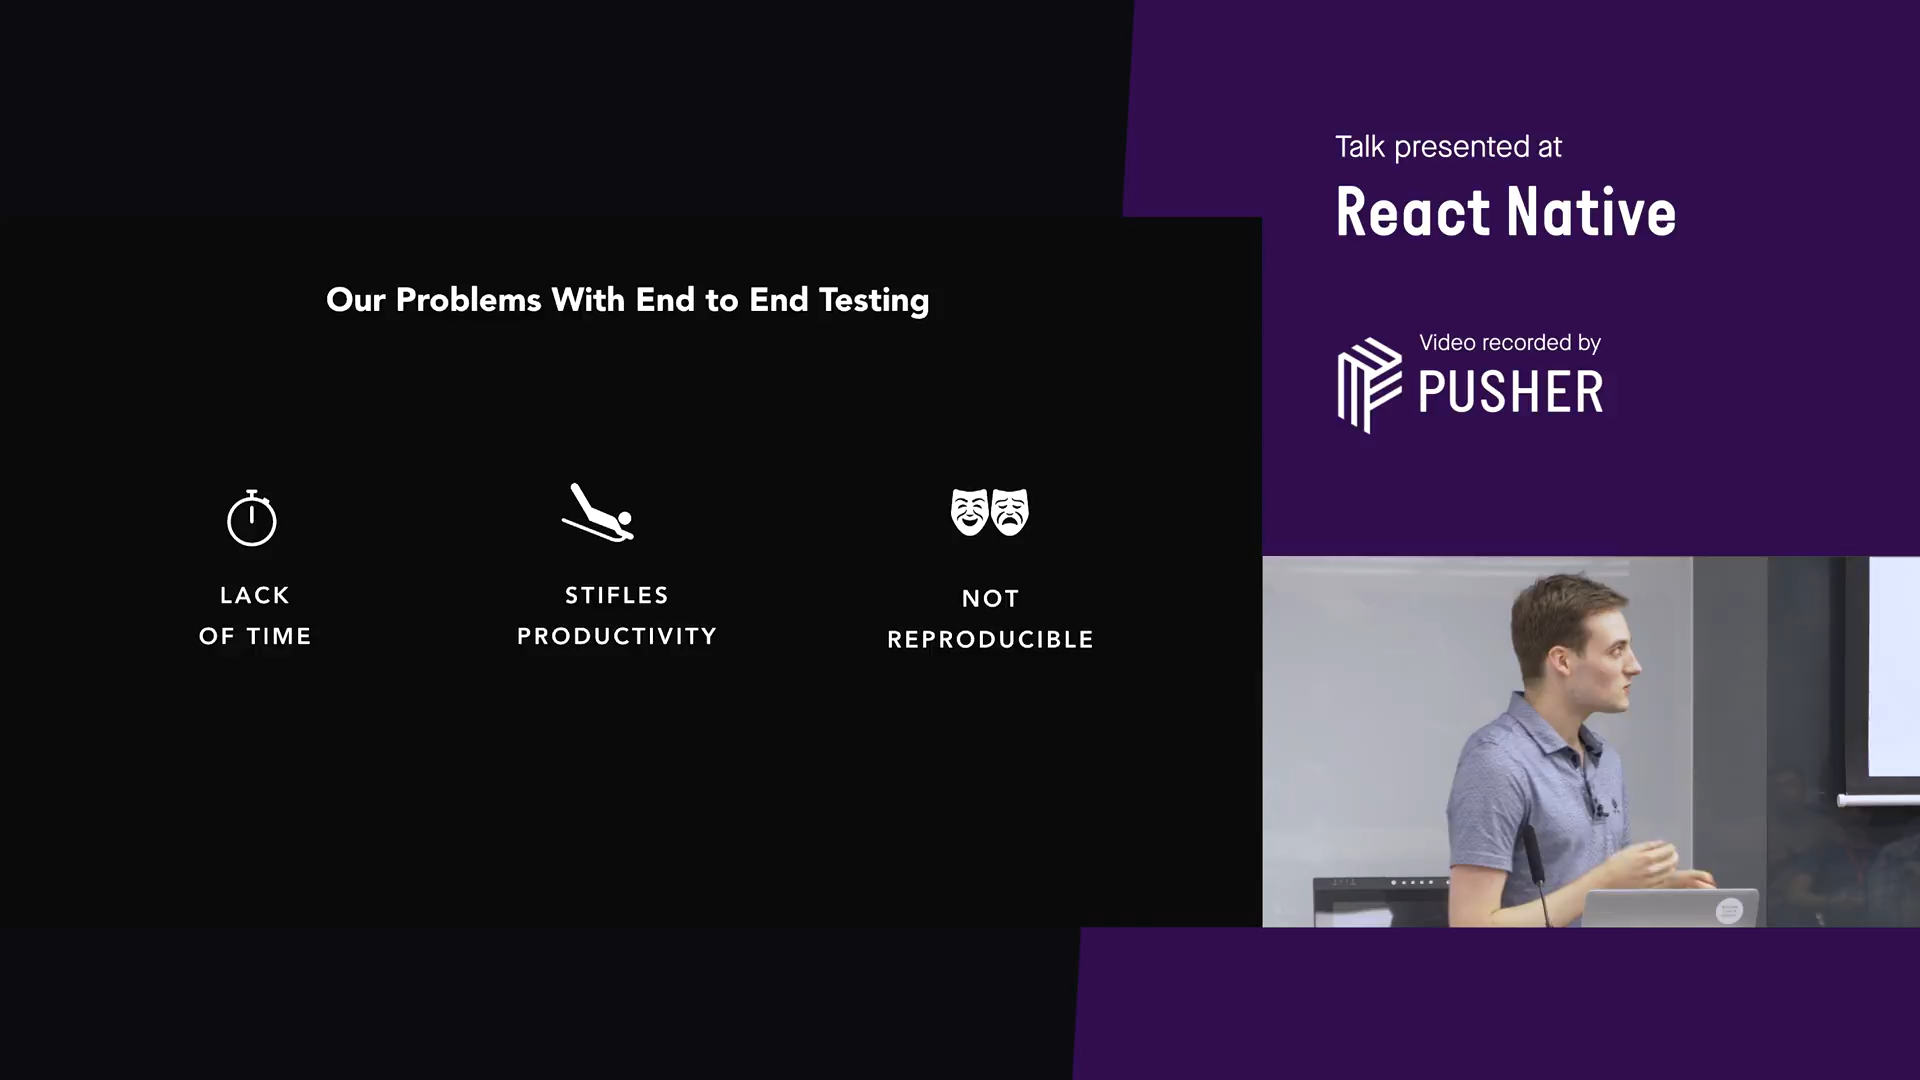 Talk presented at
React Native
Video recorded by
PUSHER
Our Problems With End to End Testing
LACK
OF TIME
STIFLES
PRODUCTIVITY
NOT
REPRODUCIBLE